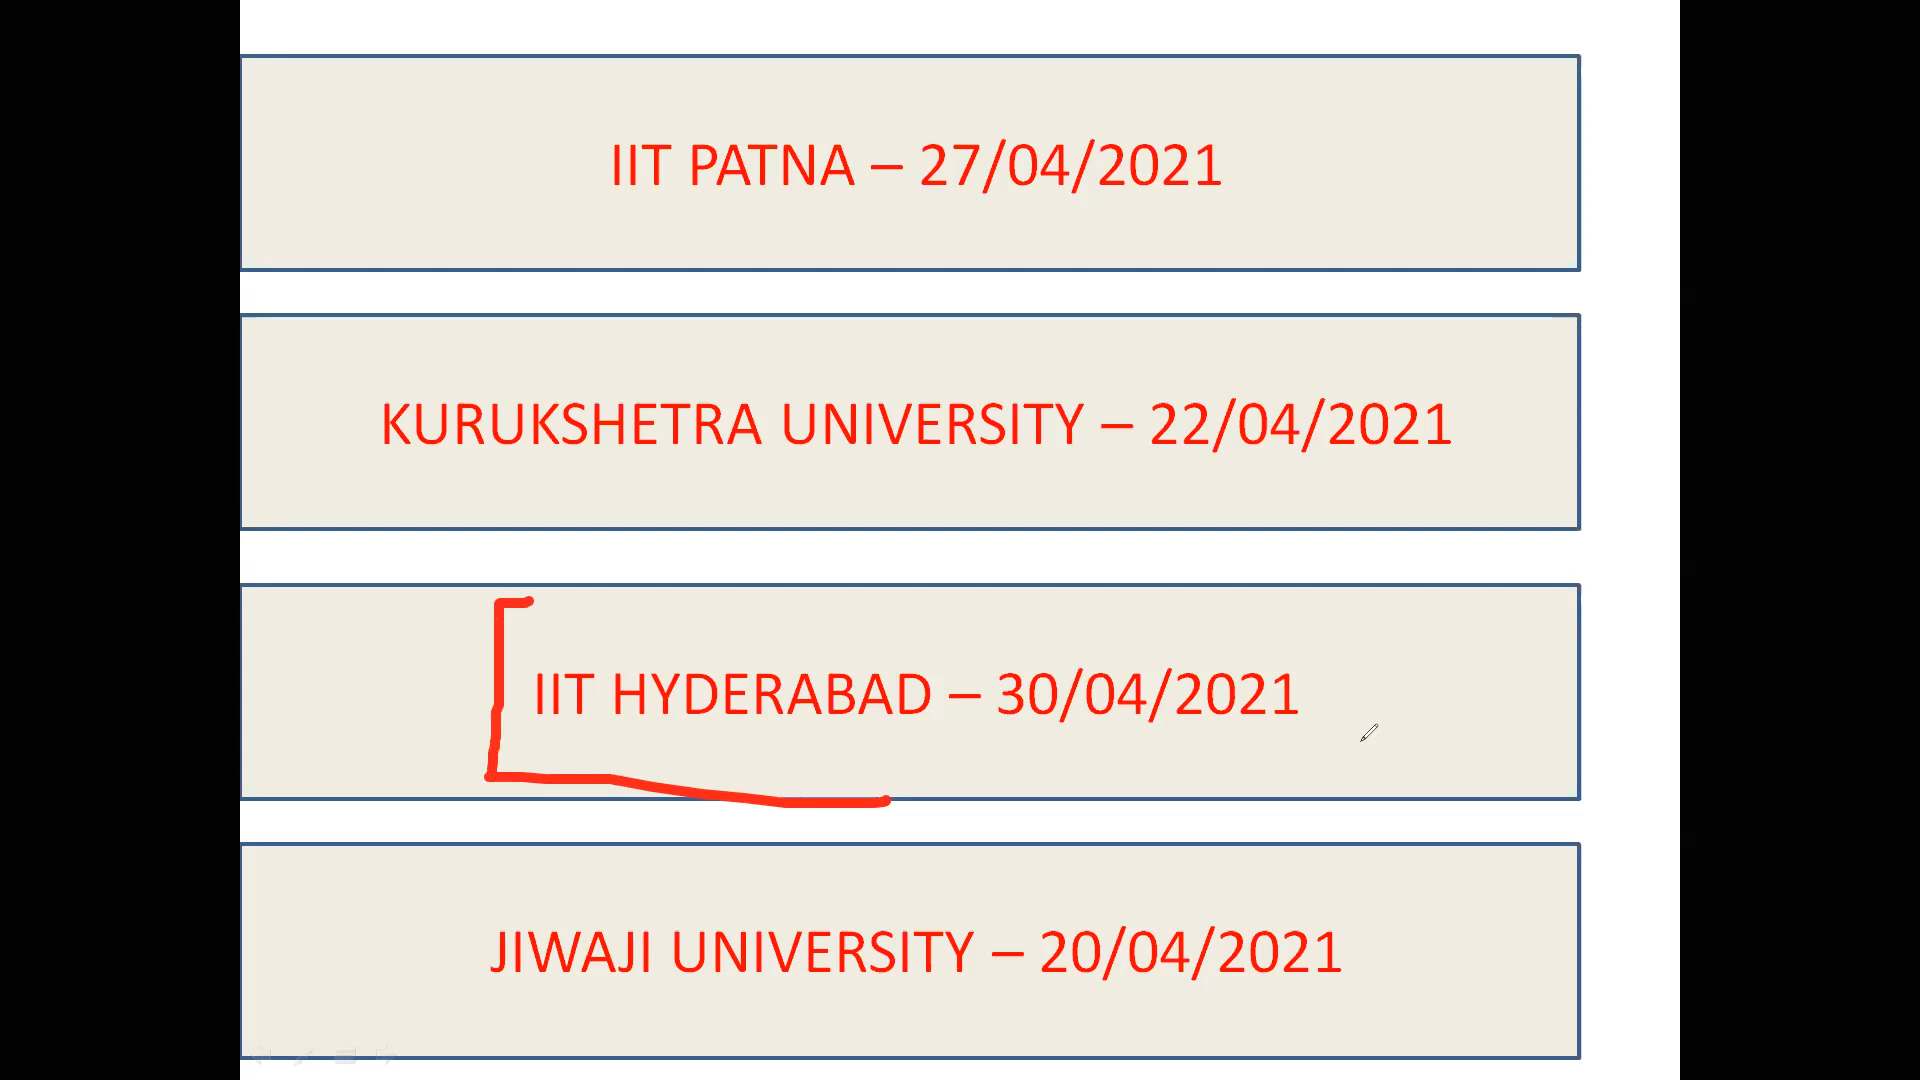 IIT PATNA – 27/04/2021
KURUKSHETRA UNIVERSITY – 22/04/2021
IIT HYDERABAD – 30/04/2021
JIWAJI UNIVERSITY – 20/04/2021